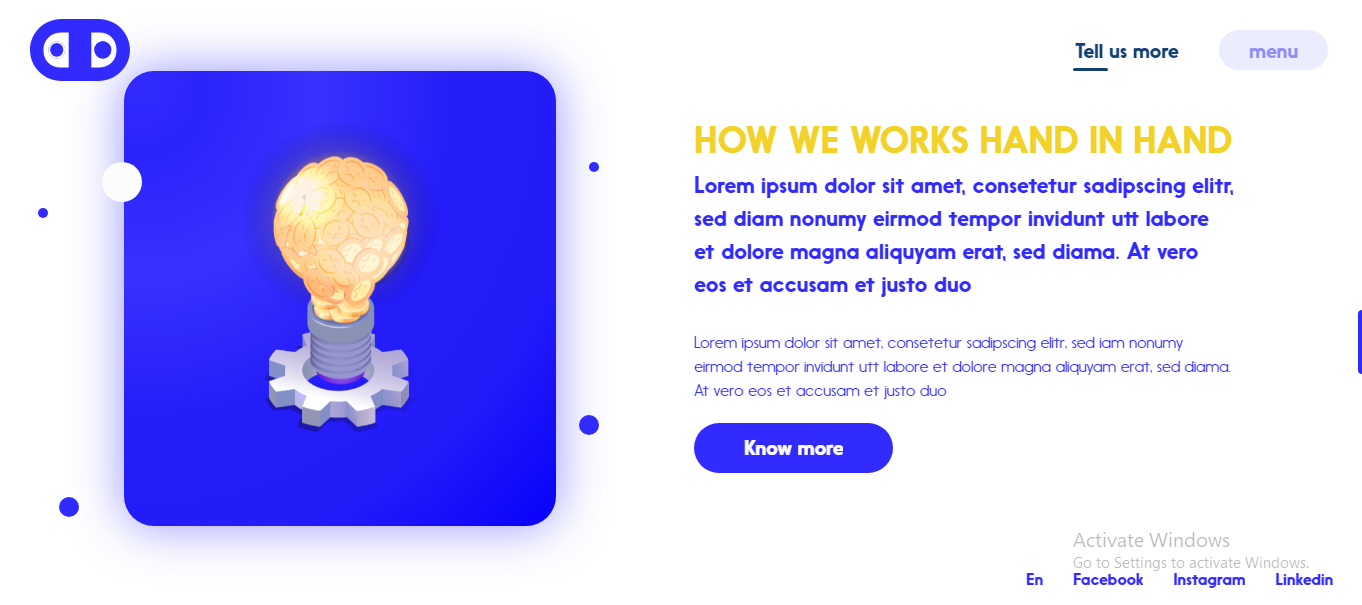 Tell us more
menu
HOW WE WORKS HAND IN HAND
Lorem ipsum dolor sit amet, consetetur sadipscing elitr,
sed diam nonumy eirmod tempor invidunt utt labore
et dolore magna aliquyam erat, sed diama. At vero
eos et accusam et justo duo
Lorem ipsum dolor sit amet, consetetur sadipscing elitr, sed iam nonumy
eirmod tempor invidunt utt labore et dolore magna aliquyam erat, sed diama.
At vero eos et accusam et justo duo
Know more
Activate Windows
Go to Settings to activate Windows.
En Facebook Instagram Linkedin